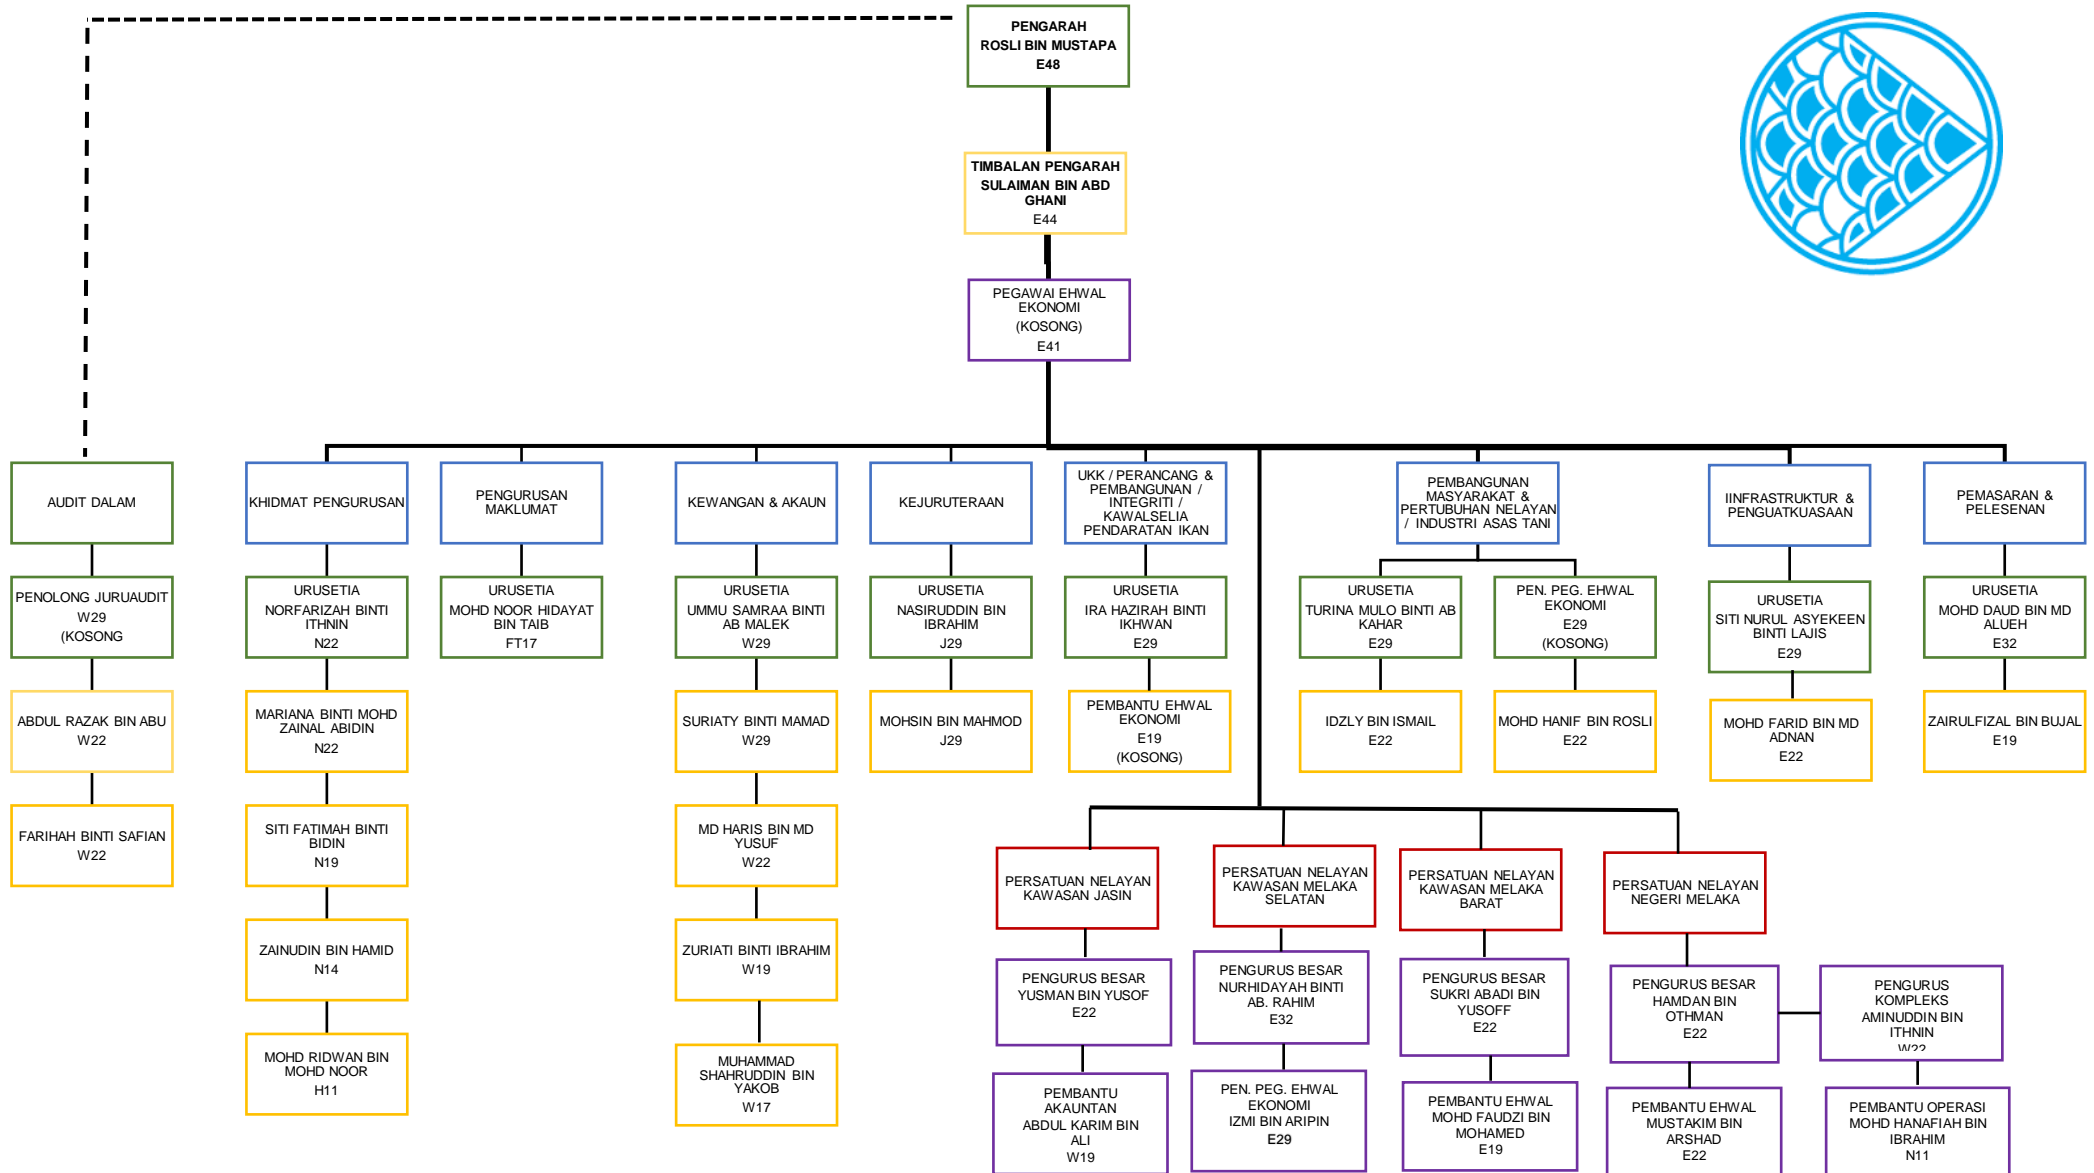 PENGARAH
ROSLI BIN MUSTAPA
E48
TIMBALAN PENGARAH
SULAIMAN BIN ABD
GHANI
E44
PEGAWAI EHWAL
EKONOMI
(KOSONG)
E41
AUDIT DALAM
PENOLONG JURUAUDIT
W29
(KOSONG
ABDUL RAZAK BIN ABU
W22
FARIHAH BINTI SAFIAN
W22
KHIDMAT PENGURUSAN
URUSETIA
NORFARIZAH BINTI
ITHNIN
N22
MARIANA BINTI MOHD
ZAINAL ABIDIN
N22
SITI FATIMAH BINTI
BIDIN
N19
ZAINUDIN BIN HAMID
N14
MOHD RIDWAN BIN
MOHD NOOR
H11
PENGURUSAN
MAKLUMAT
URUSETIA
MOHD NOOR HIDAYAT
BIN TAIB
FT17
KEWANGAN & AKAUN
URUSETIA
UMMU SAMRAA BINTI
AB MALEK
W29
SURIATY BINTI MAMAD
W29
MD HARIS BIN MD
YUSUF
W22
ZURIATI BINTI IBRAHIM
W19
MUHAMMAD
SHAHRUDDIN BIN
YAKOB
W17
KEJURUTERAAN
URUSETIA
NASIRUDDIN BIN
IBRAHIM
J29
MOHSIN BIN MAHMOD
J29
UKK / PERANCANG &
PEMBANGUNAN /
INTEGRITI /
KAWALSELIA
PENDARATAN IKAN
URUSETIA
IRA HAZIRAH BINTI
IKHWAN
E29
PEMBANTU EHWAL
EKONOMI
E19
(KOSONG)
PEMBANGUNAN
MASYARAKAT &
PERTUBUHAN NELAYAN
/ INDUSTRI ASAS TANI
URUSETIA
TURINA MULO BINTI AB
KAHAR
E29
IDZLY BIN ISMAIL
E22
PEN. PEG. EHWAL
EKONOMI
E29
(KOSONG)
MOHD HANIF BIN ROSLI
E22
IINFRASTRUKTUR &
PENGUATKUASAAN
URUSETIA
SITI NURUL ASYEKEEN
BINTI LAJIS
E29
MOHD FARID BIN MD
ADNAN
E22
PEMASARAN &
PELESENAN
URUSETIA
MOHD DAUD BIN MD
ALUEH
E32
ZAIRULFIZAL BIN BUJAL
E19
PERSATUAN NELAYAN
KAWASAN JASIN
PENGURUS BESAR
YUSMAN BIN YUSOF
E22
PEMBANTU
AKAUNTAN
ABDUL KARIM BIN
ALI
W19
PERSATUAN NELAYAN
KAWASAN MELAKA
SELATAN
PENGURUS BESAR
NURHIDAYAH BINTI
AB. RAHIM
E32
PEN. PEG. EHWAL
EKONOMI
IZMI BIN ARIPIN
E29
PERSATUAN NELAYAN
KAWASAN MELAKA
BARAT
PENGURUS BESAR
SUKRI ABADI BIN
YUSOFF
E22
PEMBANTU EHWAL
MOHD FAUDZI BIN
MOHAMED
E19
PERSATUAN NELAYAN
NEGERI MELAKA
PENGURUS BESAR
HAMDAN BIN
OTHMAN
E22
PEMBANTU EHWAL
MUSTAKIM BIN
ARSHAD
E22
PENGURUS
KOMPLEKS
AMINUDDIN BIN
ITHNIN
W22
PEMBANTU OPERASI
MOHD HANAFIAH BIN
IBRAHIM
N11